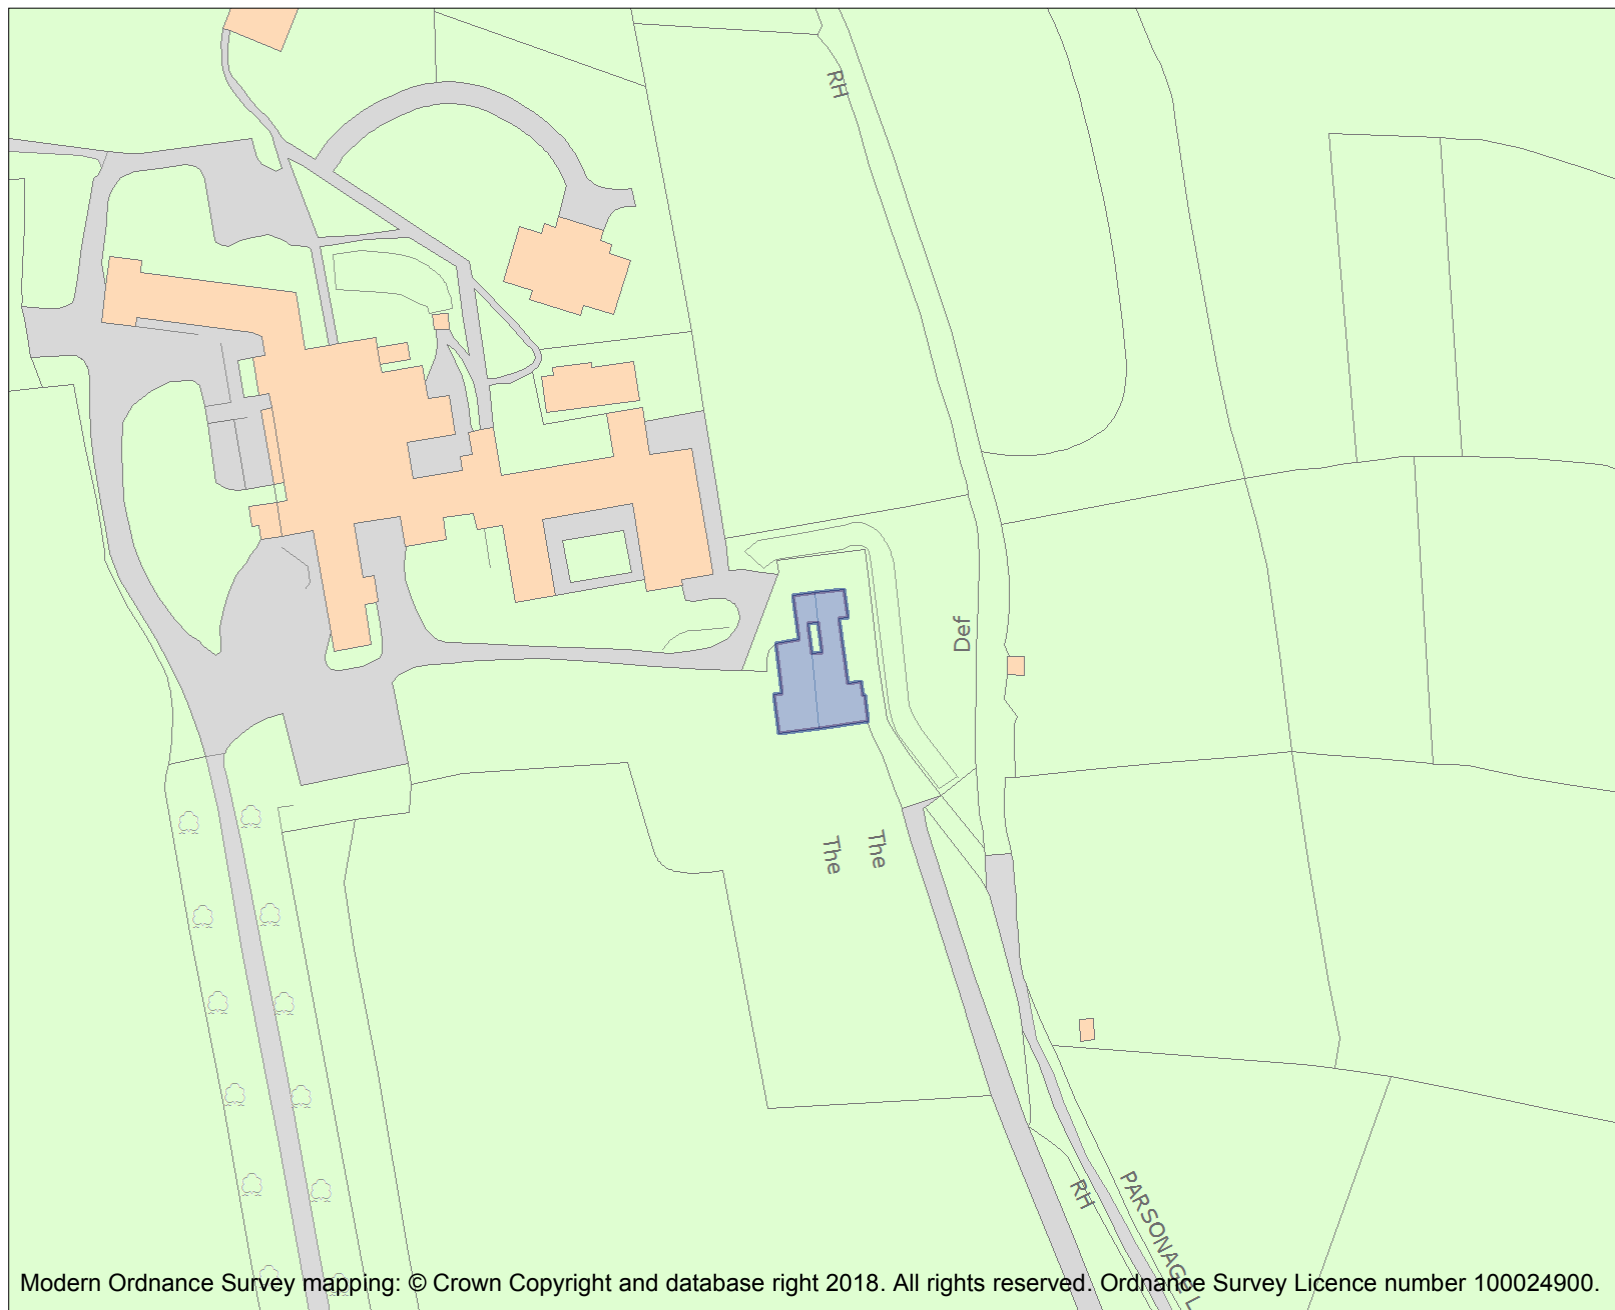 RH
Def
The
The
RH
PARSONAGE L
Modern Ordnance Survey mapping: © Crown Copyright and database right 2018. All rights reserved. Ordnance Survey Licence number 100024900.